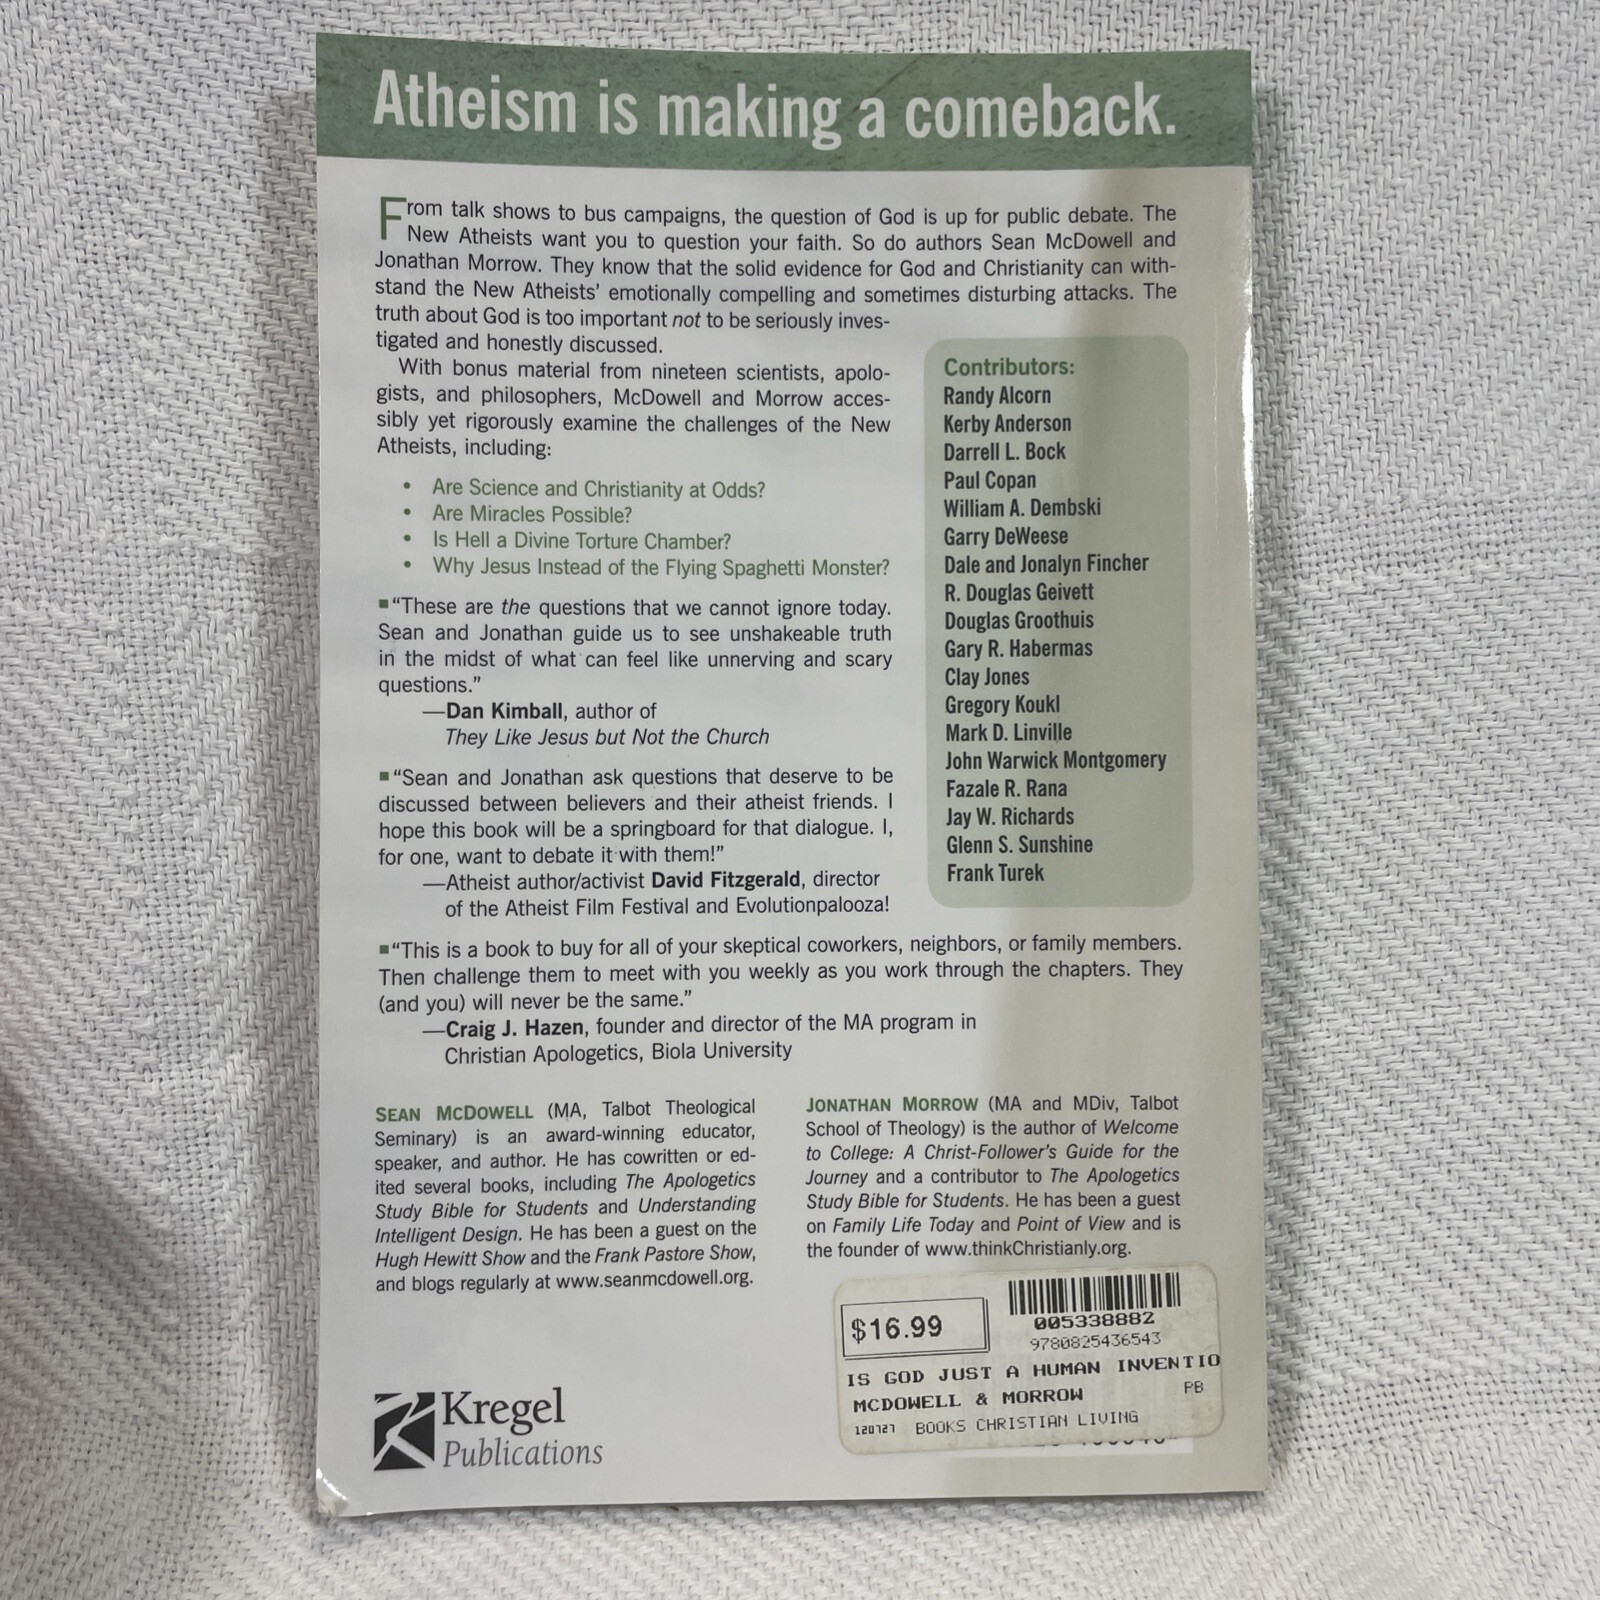 Atheism is making a comeback.
From talk shows to bus campaigns, the question of God is up for public debate. The
New Atheists want you to question your faith. So do authors Sean McDowell and
Jonathan Morrow. They know that the solid evidence for God and Christianity can with-
stand the New Atheists' emotionally compelling and sometimes disturbing attacks. The
truth about God is too important not to be seriously inves-
tigated and honestly discussed.
With bonus material from nineteen scientists, apolo-
gists, and philosophers, McDowell and Morrow acces-
sibly yet rigorously examine the challenges of the New
Atheists, including:
• Are Science and Christianity at Odds?
• Are Miracles Possible?
• Is Hell a Divine Torture Chamber?
• Why Jesus Instead of the Flying Spaghetti Monster?
"These are the questions that we cannot ignore today.
Sean and Jonathan guide us to see unshakeable truth
in the midst of what can feel like unnerving and scary
questions."
—Dan Kimball, author of
They Like Jesus but Not the Church
"Sean and Jonathan ask questions that deserve to be
discussed between believers and their atheist friends. I
hope this book will be a springboard for that dialogue. I,
for one, want to debate it with them!"
—Atheist author/activist David Fitzgerald, director
of the Atheist Film Festival and Evolutionpalooza!
Contributors:
Randy Alcorn
Kerby Anderson
Darrell L. Bock
Paul Copan
William A. Dembski
Garry DeWeese
Dale and Jonalyn Fincher
R. Douglas Geivett
Douglas Groothuis
Gary R. Habermas
Clay Jones
Gregory Koukl
Mark D. Linville
John Warwick Montgomery
Fazale R. Rana
Jay W. Richards
Glenn S. Sunshine
Frank Turek
"This is a book to buy for all of your skeptical coworkers, neighbors, or family members.
Then challenge them to meet with you weekly as you work through the chapters. They
(and you) will never be the same."
—Craig J. Hazen, founder and director of the MA program in
Christian Apologetics, Biola University
SEAN MCDOWELL (MA, Talbot Theological
Seminary) is an award-winning educator,
speaker, and author. He has cowritten or ed-
ited several books, including The Apologetics
Study Bible for Students and Understanding
Intelligent Design. He has been a guest on the
Hugh Hewitt Show and the Frank Pastore Show,
and blogs regularly at www.seanmcdowell.org.
JONATHAN MORROW (MA and MDiv, Talbot
School of Theology) is the author of Welcome
to College: A Christ-Follower's Guide for the
Journey and a contributor to The Apologetics
Study Bible for Students. He has been a guest
on Family Life Today and Point of View and is
the founder of www.thinkChristianly.org.
$16.99
005338882
9780825436543
IS GOD JUST A HUMAN INVENTIO
MCDOWELL & MORROW PB
120727 BOOKS CHRISTIAN LIVING
Kregel
Publications